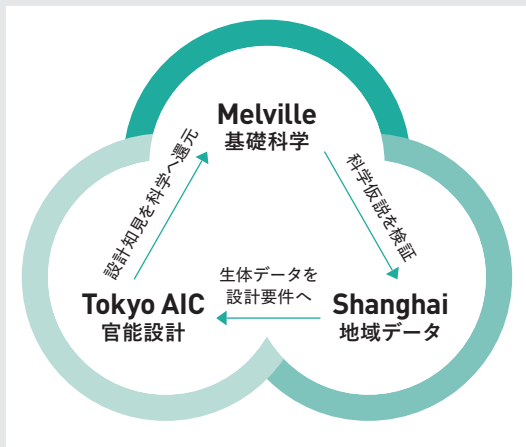 Melville
基礎科学
設計知見を科学へ還元
科学仮説を検証
生体データを
設計要件へ
Tokyo AIC
官能設計
Shanghai
地域データ